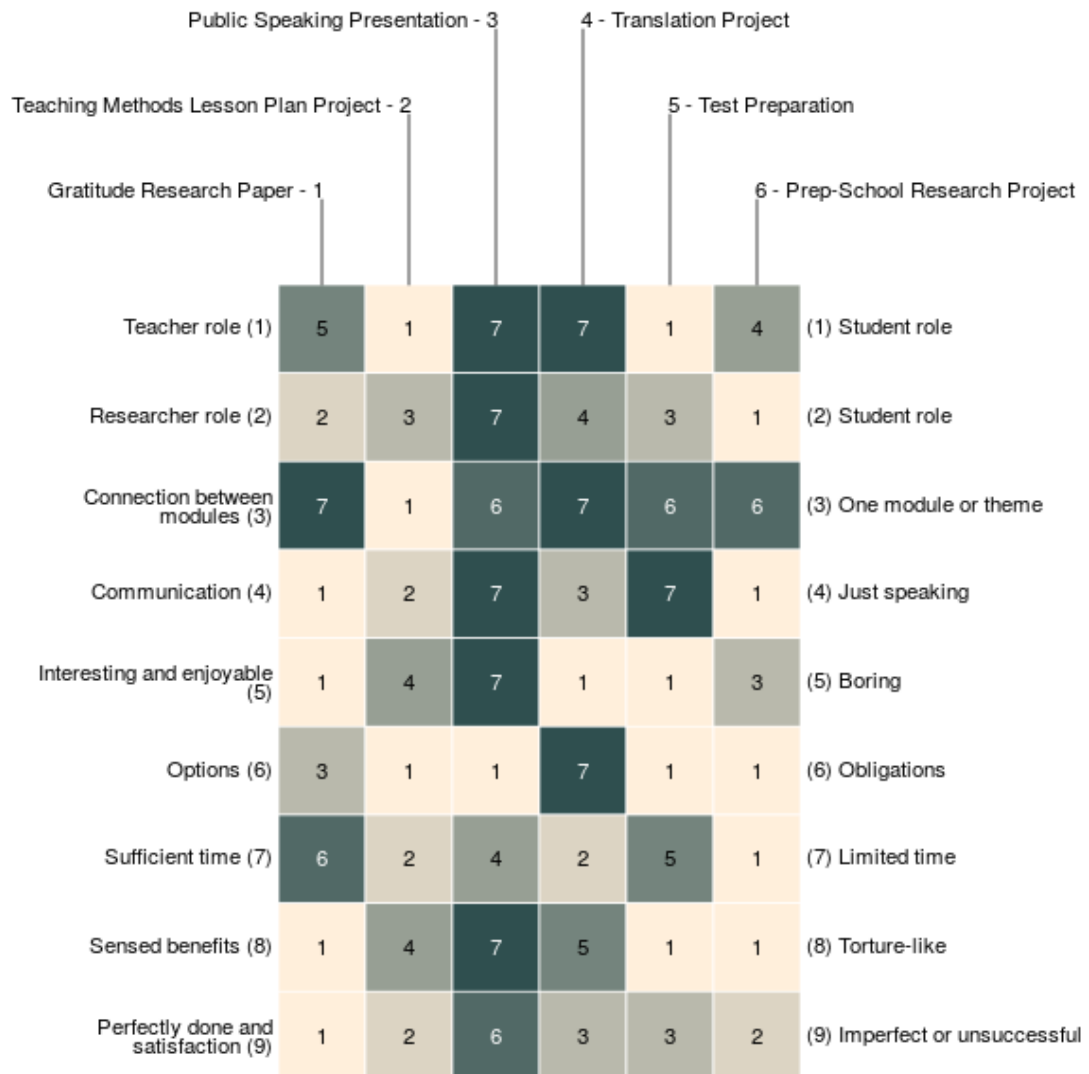 Public Speaking Presentation - 3
4 - Translation Project
Teaching Methods Lesson Plan Project - 2
5 - Test Preparation
Gratitude Research Paper - 1
6 - Prep-School Research Project
Teacher role (1) 5 1 7 7 1 4 (1) Student role
Researcher role (2) 2 3 7 4 3 1 (2) Student role
Connection between
modules (3) 7 1 6 7 6 6 (3) One module or theme
Communication (4) 1 2 7 3 7 1 (4) Just speaking
Interesting and enjoyable
(5) 1 4 7 1 1 3 (5) Boring
Options (6) 3 1 1 7 1 1 (6) Obligations
Sufficient time (7) 6 2 4 2 5 1 (7) Limited time
Sensed benefits (8) 1 4 7 5 1 1 (8) Torture-like
Perfectly done and
satisfaction (9) 1 2 6 3 3 2 (9) Imperfect or unsuccessful